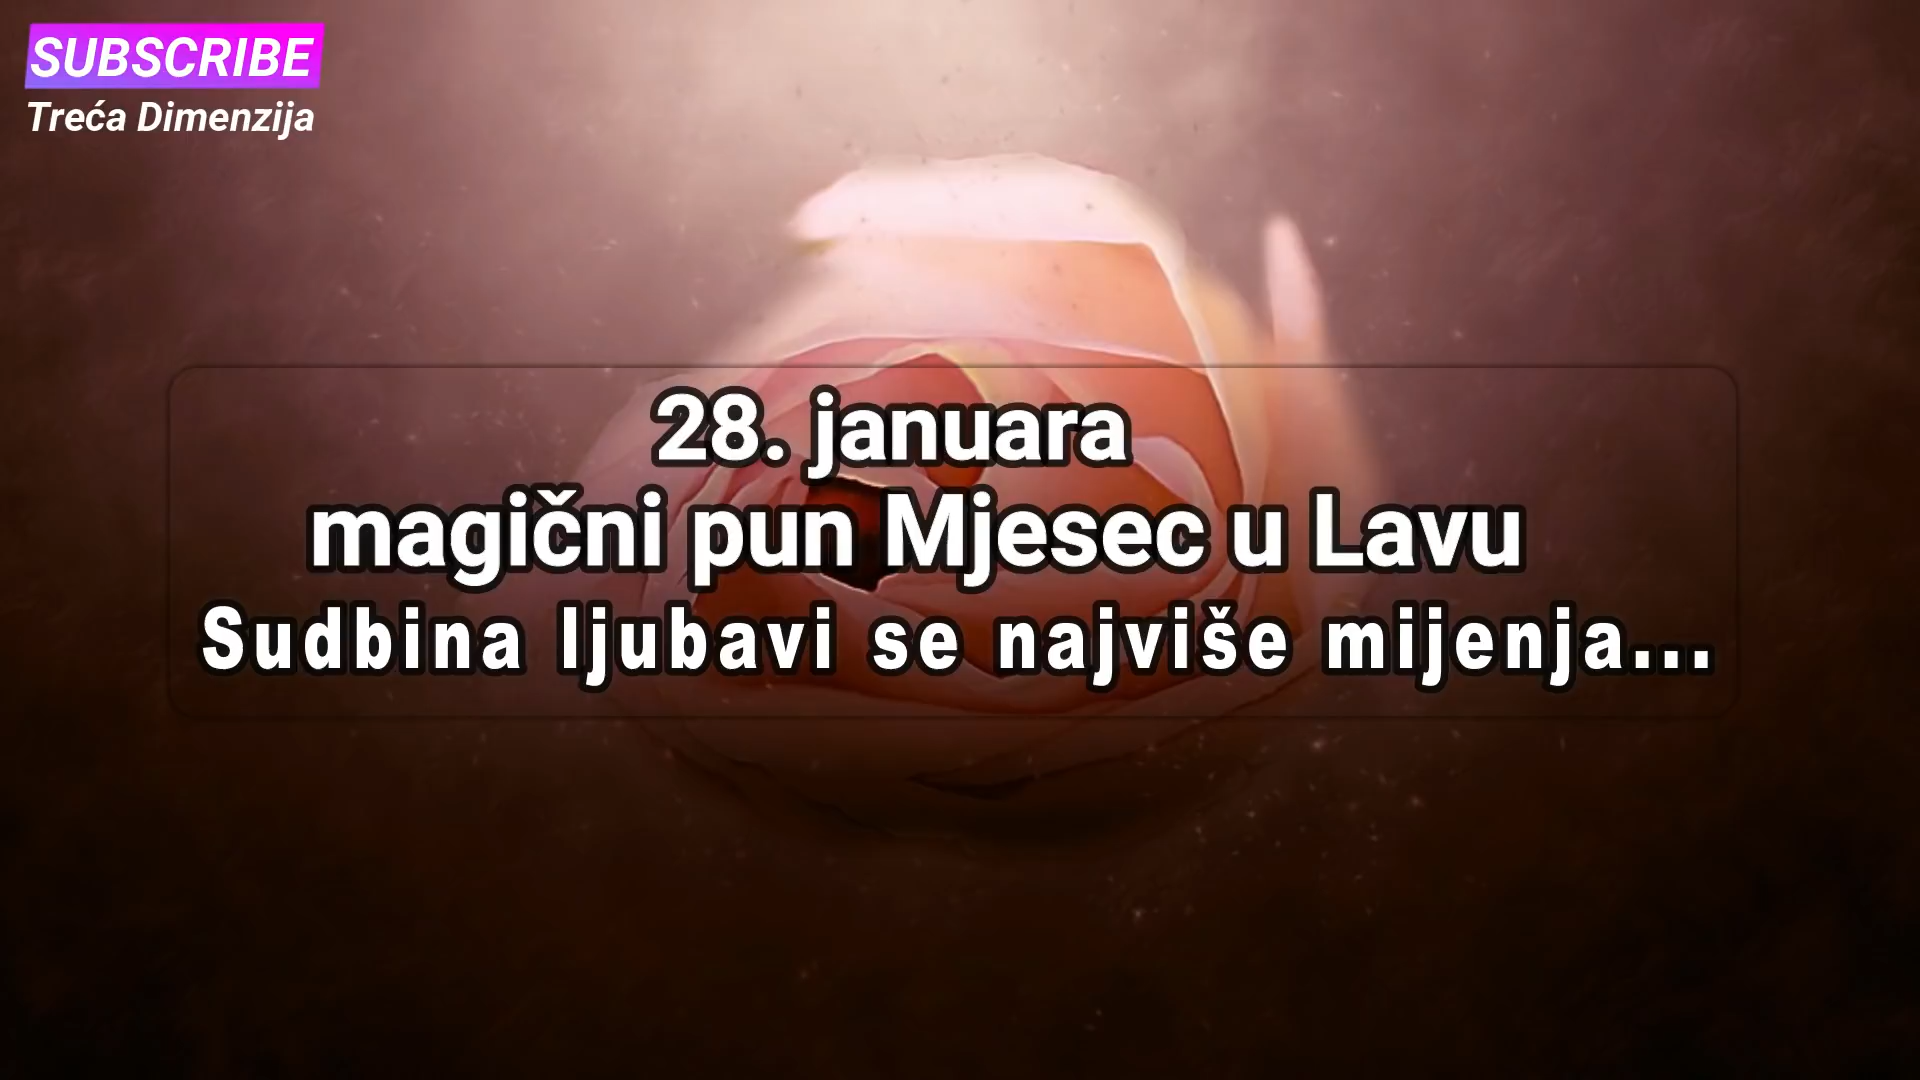 SUBSCRIBE
Treća Dimenzija
28. januara
magični pun Mjesec u Lavu
Sudbina ljubavi se najviše mijenja...